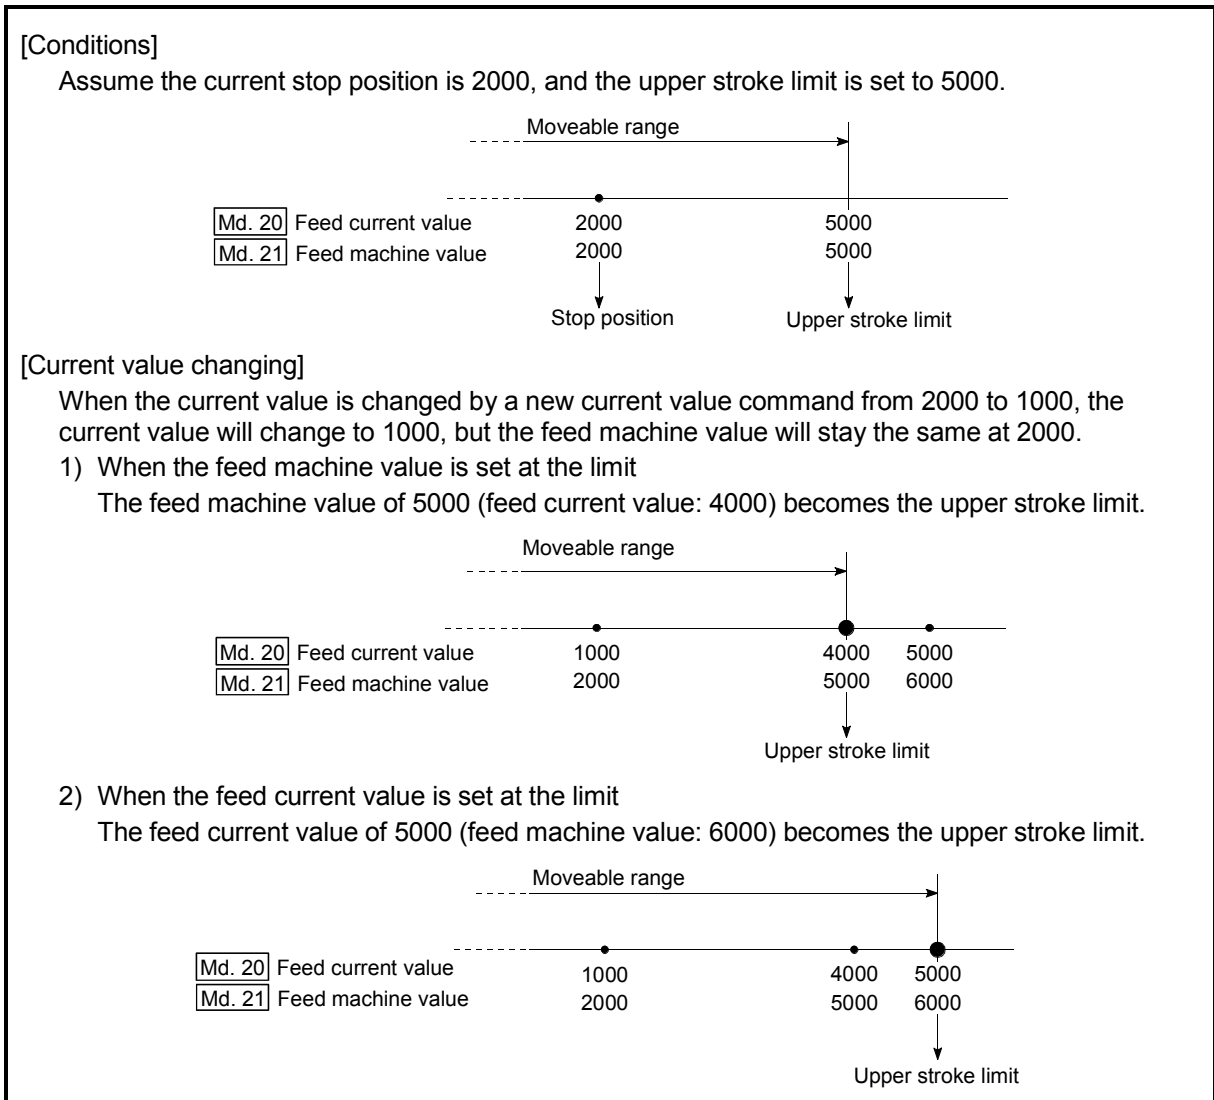 [Conditions]
Assume the current stop position is 2000, and the upper stroke limit is set to 5000.
Moveable range
Md. 20 Feed current value 2000 5000
Md. 21 Feed machine value 2000 5000
Stop position Upper stroke limit
[Current value changing]
When the current value is changed by a new current value command from 2000 to 1000, the
current value will change to 1000, but the feed machine value will stay the same at 2000.
1) When the feed machine value is set at the limit
The feed machine value of 5000 (feed current value: 4000) becomes the upper stroke limit.
Moveable range
Md. 20 Feed current value 1000 4000 5000
Md. 21 Feed machine value 2000 5000 6000
Upper stroke limit
2) When the feed current value is set at the limit
The feed current value of 5000 (feed machine value: 6000) becomes the upper stroke limit.
Moveable range
Md. 20 Feed current value 1000 4000 5000
Md. 21 Feed machine value 2000 5000 6000
Upper stroke limit